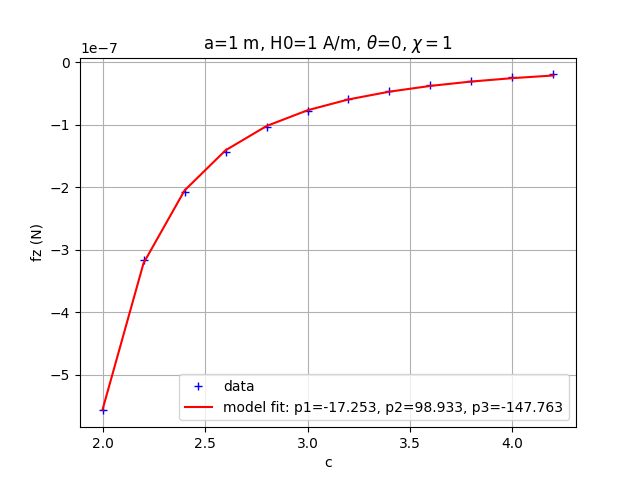 a=1 m, H0=1 A/m, θ=0, χ = 1
1e−7
0
−1
−2
−3
−4
−5
fz (N)
2.0 2.5 3.0 3.5 4.0
c
data
model fit: p1=-17.253, p2=98.933, p3=-147.763